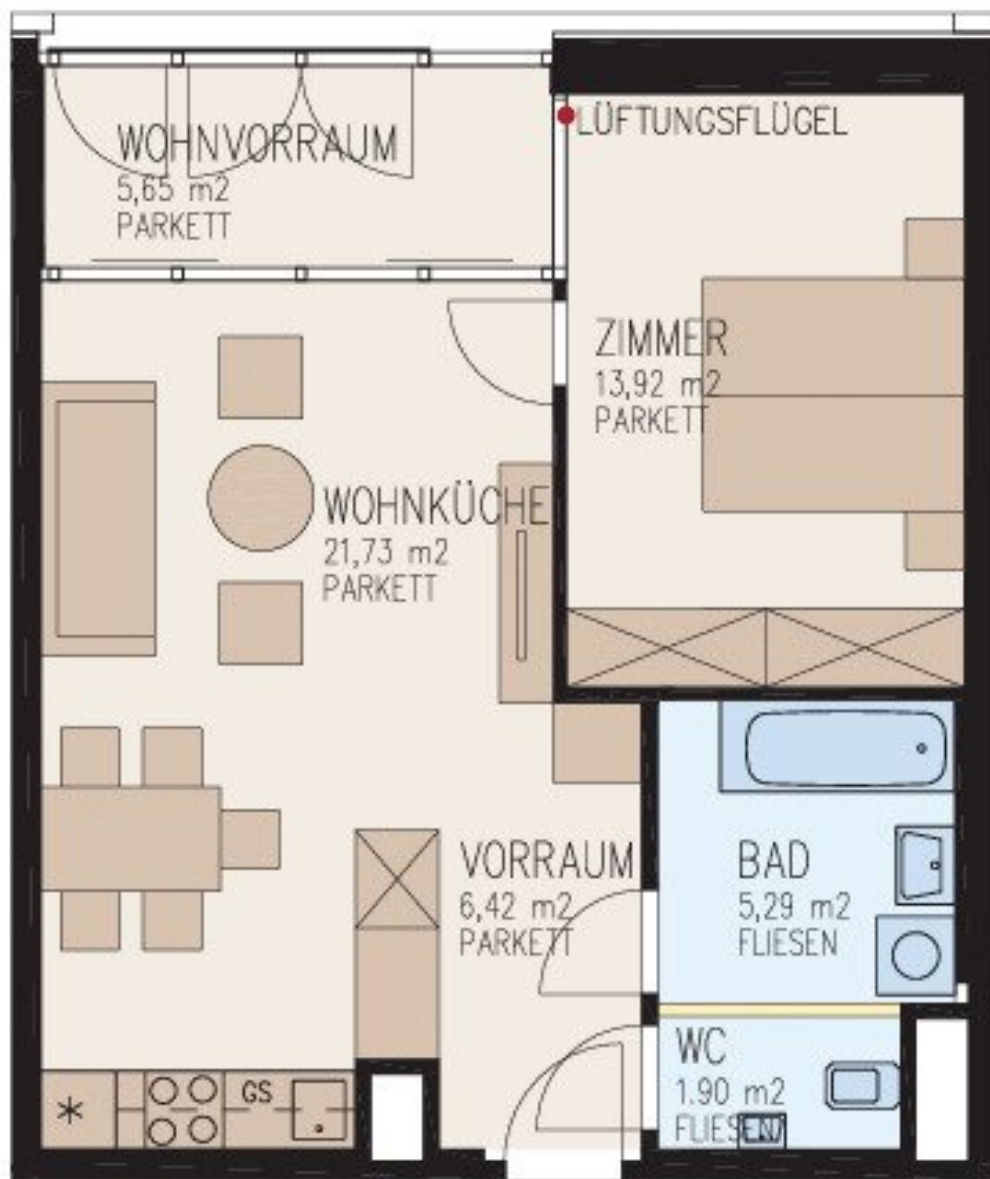 WOHNVORRAUM
5,65 m2
PARKETT
LÜFTUNGSFLÜGEL
ZIMMER
13,92 m2
PARKETT
WOHNKÜCHE
21,73 m2
PARKETT
VORRAUM
6,42 m2
PARKETT
BAD
5,29 m2
FLIESEN
WC
1.90 m2
FLIESEN
GS